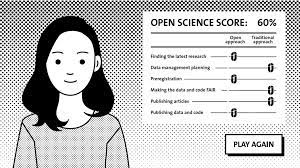 OPEN SCIENCE SCORE: 60%
Open approach Traditional approach
Finding the latest research
Data management planning
Preregistration
Making the data and code FAIR
Publishing articles
Publishing data and code
PLAY AGAIN